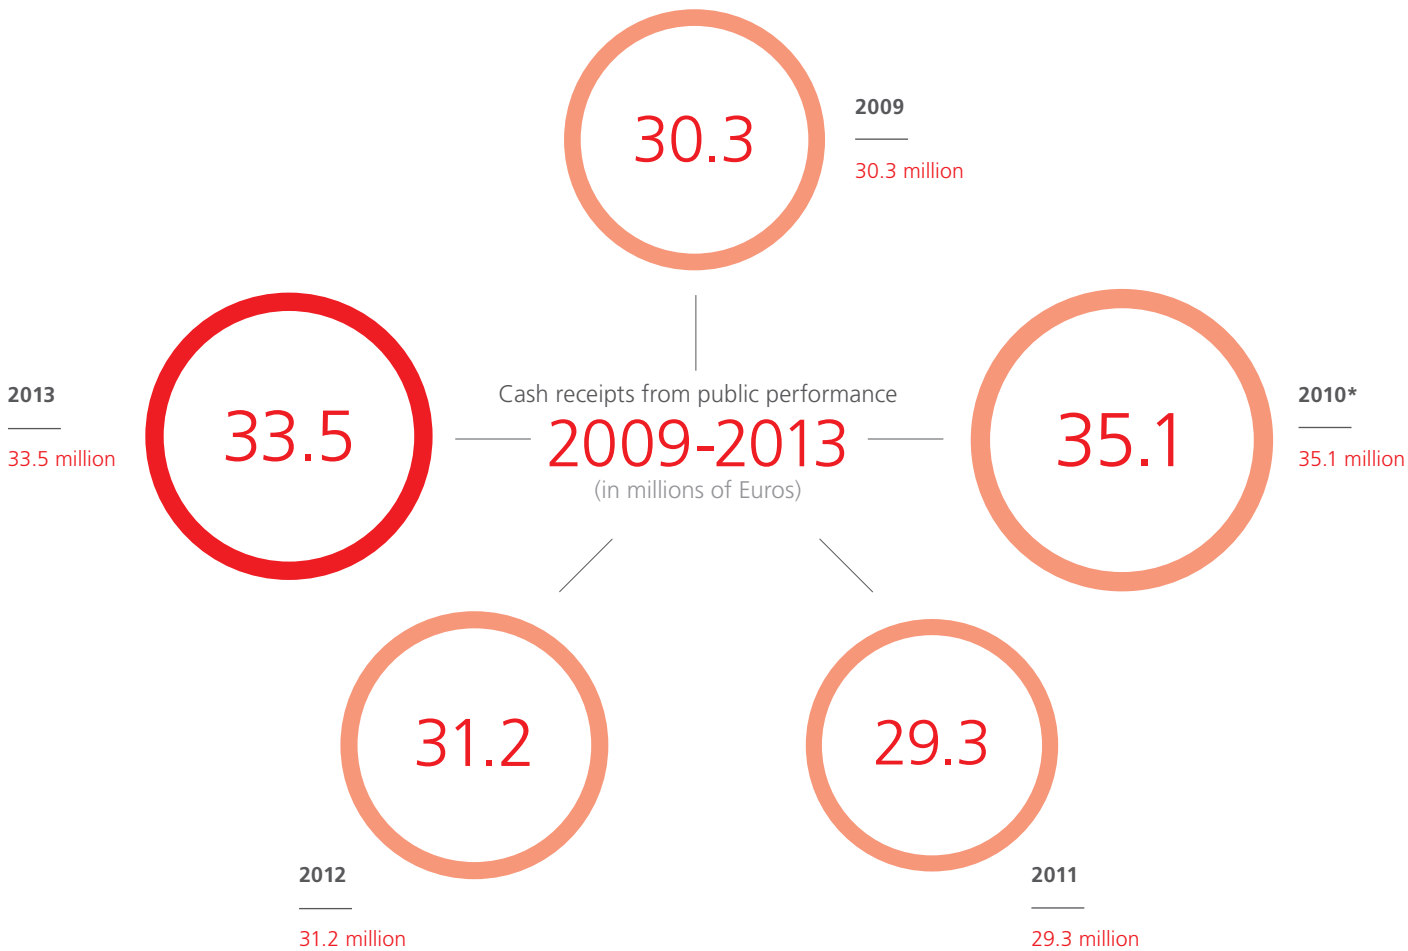 30.3
2009
30.3 million
Cash receipts from public performance
2009-2013
(in millions of Euros)
35.1
2010*
35.1 million
29.3
2011
29.3 million
31.2
2012
31.2 million
33.5
2013
33.5 million